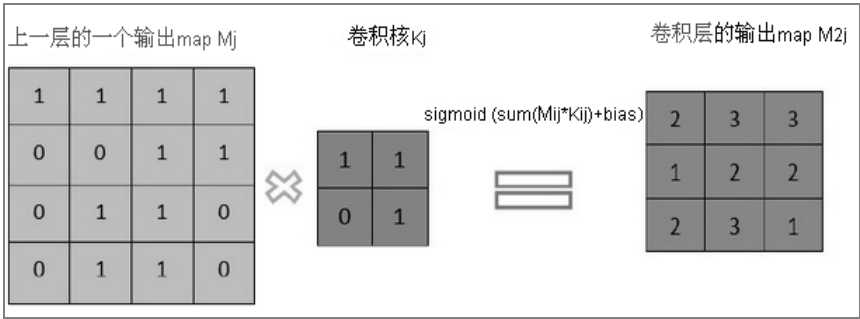 上一层的一个输出map Mj
卷积核Kj
卷积层的输出map M2j
sigmoid (sum(Mij*Kij)+bias)
1 1 1 1
0 0 1 1
0 1 1 0
0 1 1 0
1 1
0 1
2 3 3
1 2 2
2 3 1